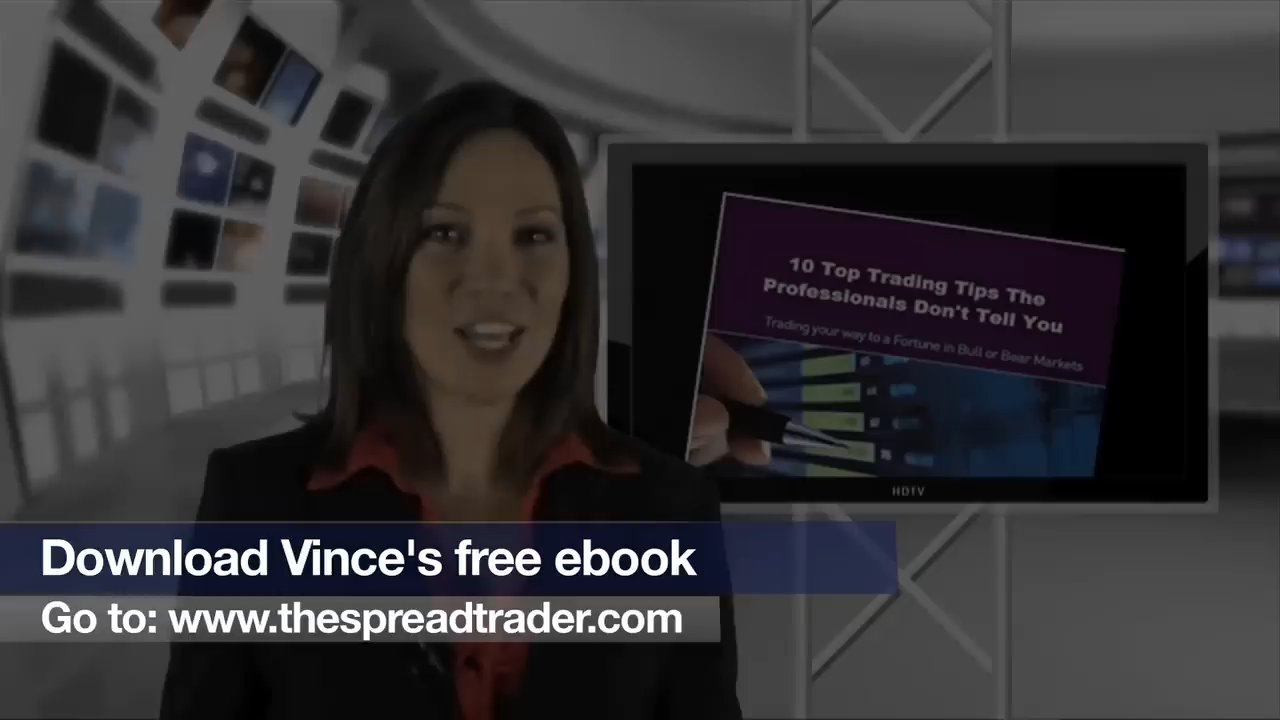 10 Top Trading Tips The
Professionals Don't Tell You
Trading your way to a Fortune in Bull or Bear Markets
HDTV
Download Vince's free ebook
Go to: www.thespreadtrader.com